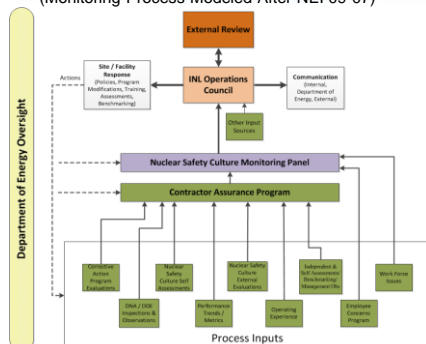 (Monitoring Process Modeled After NEI 09-07)
External Review
Actions
Site / Facility
Response
(Policies, Program
Modifications, Training,
Assessments,
Benchmarking)
INL Operations
Council
Communication
(Internal,
Department of
Energy, External)
Other Input
Sources
Department of Energy Oversight
Nuclear Safety Culture Monitoring Panel
Contractor Assurance Program
Corrective
Action
Program
Evaluations
Nuclear
Safety
Culture Self
Assessments
Nuclear Safety
Culture
External
Evaluations
Independent &
Self Assessments/
Benchmarking/
Management
Work Force
Issues
Inspections &
Observations
Performance
Trends /
Metrics
Operating
Experience
Employee
Concerns
Program
Process Inputs